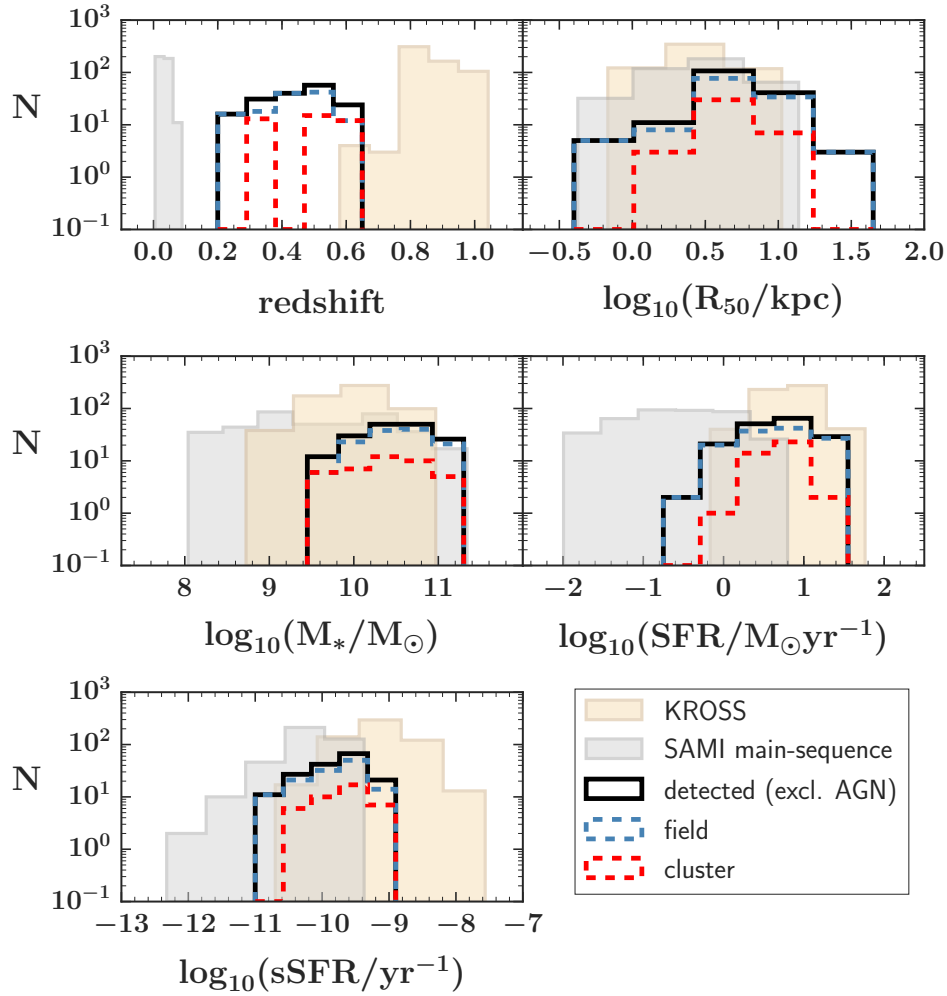 10³
10²
10¹
10⁰
10⁻¹
N
0.0 0.2 0.4 0.6 0.8 1.0
redshift
−0.5 0.0 0.5 1.0 1.5 2.0
log₁₀(R₅₀/kpc)
10³
10²
10¹
10⁰
10⁻¹
N
8 9 10 11
log₁₀(M*/M⊙)
−2 −1 0 1 2
log₁₀(SFR/M⊙yr⁻¹)
10³
10²
10¹
10⁰
10⁻¹
N
−13 −12 −11 −10 −9 −8 −7
log₁₀(sSFR/yr⁻¹)
KROSS
SAMI main-sequence
detected (excl. AGN)
field
cluster